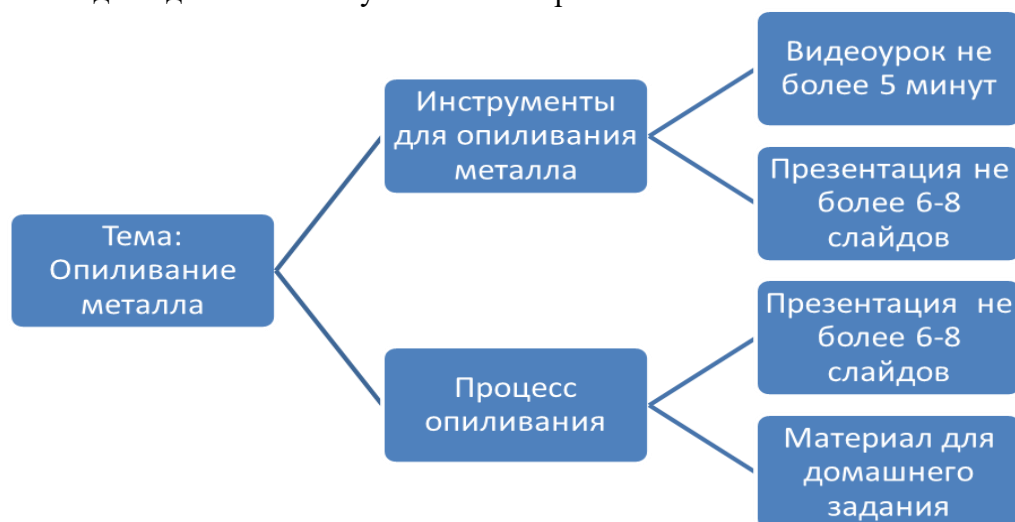 Тема:
Опиливание
металла
Инструменты
для опиливания
металла
Видеоурок не
более 5 минут
Презентация не
более 6-8
слайдов
Процесс
опиливания
Презентация не
более 6-8
слайдов
Материал для
домашнего
задания